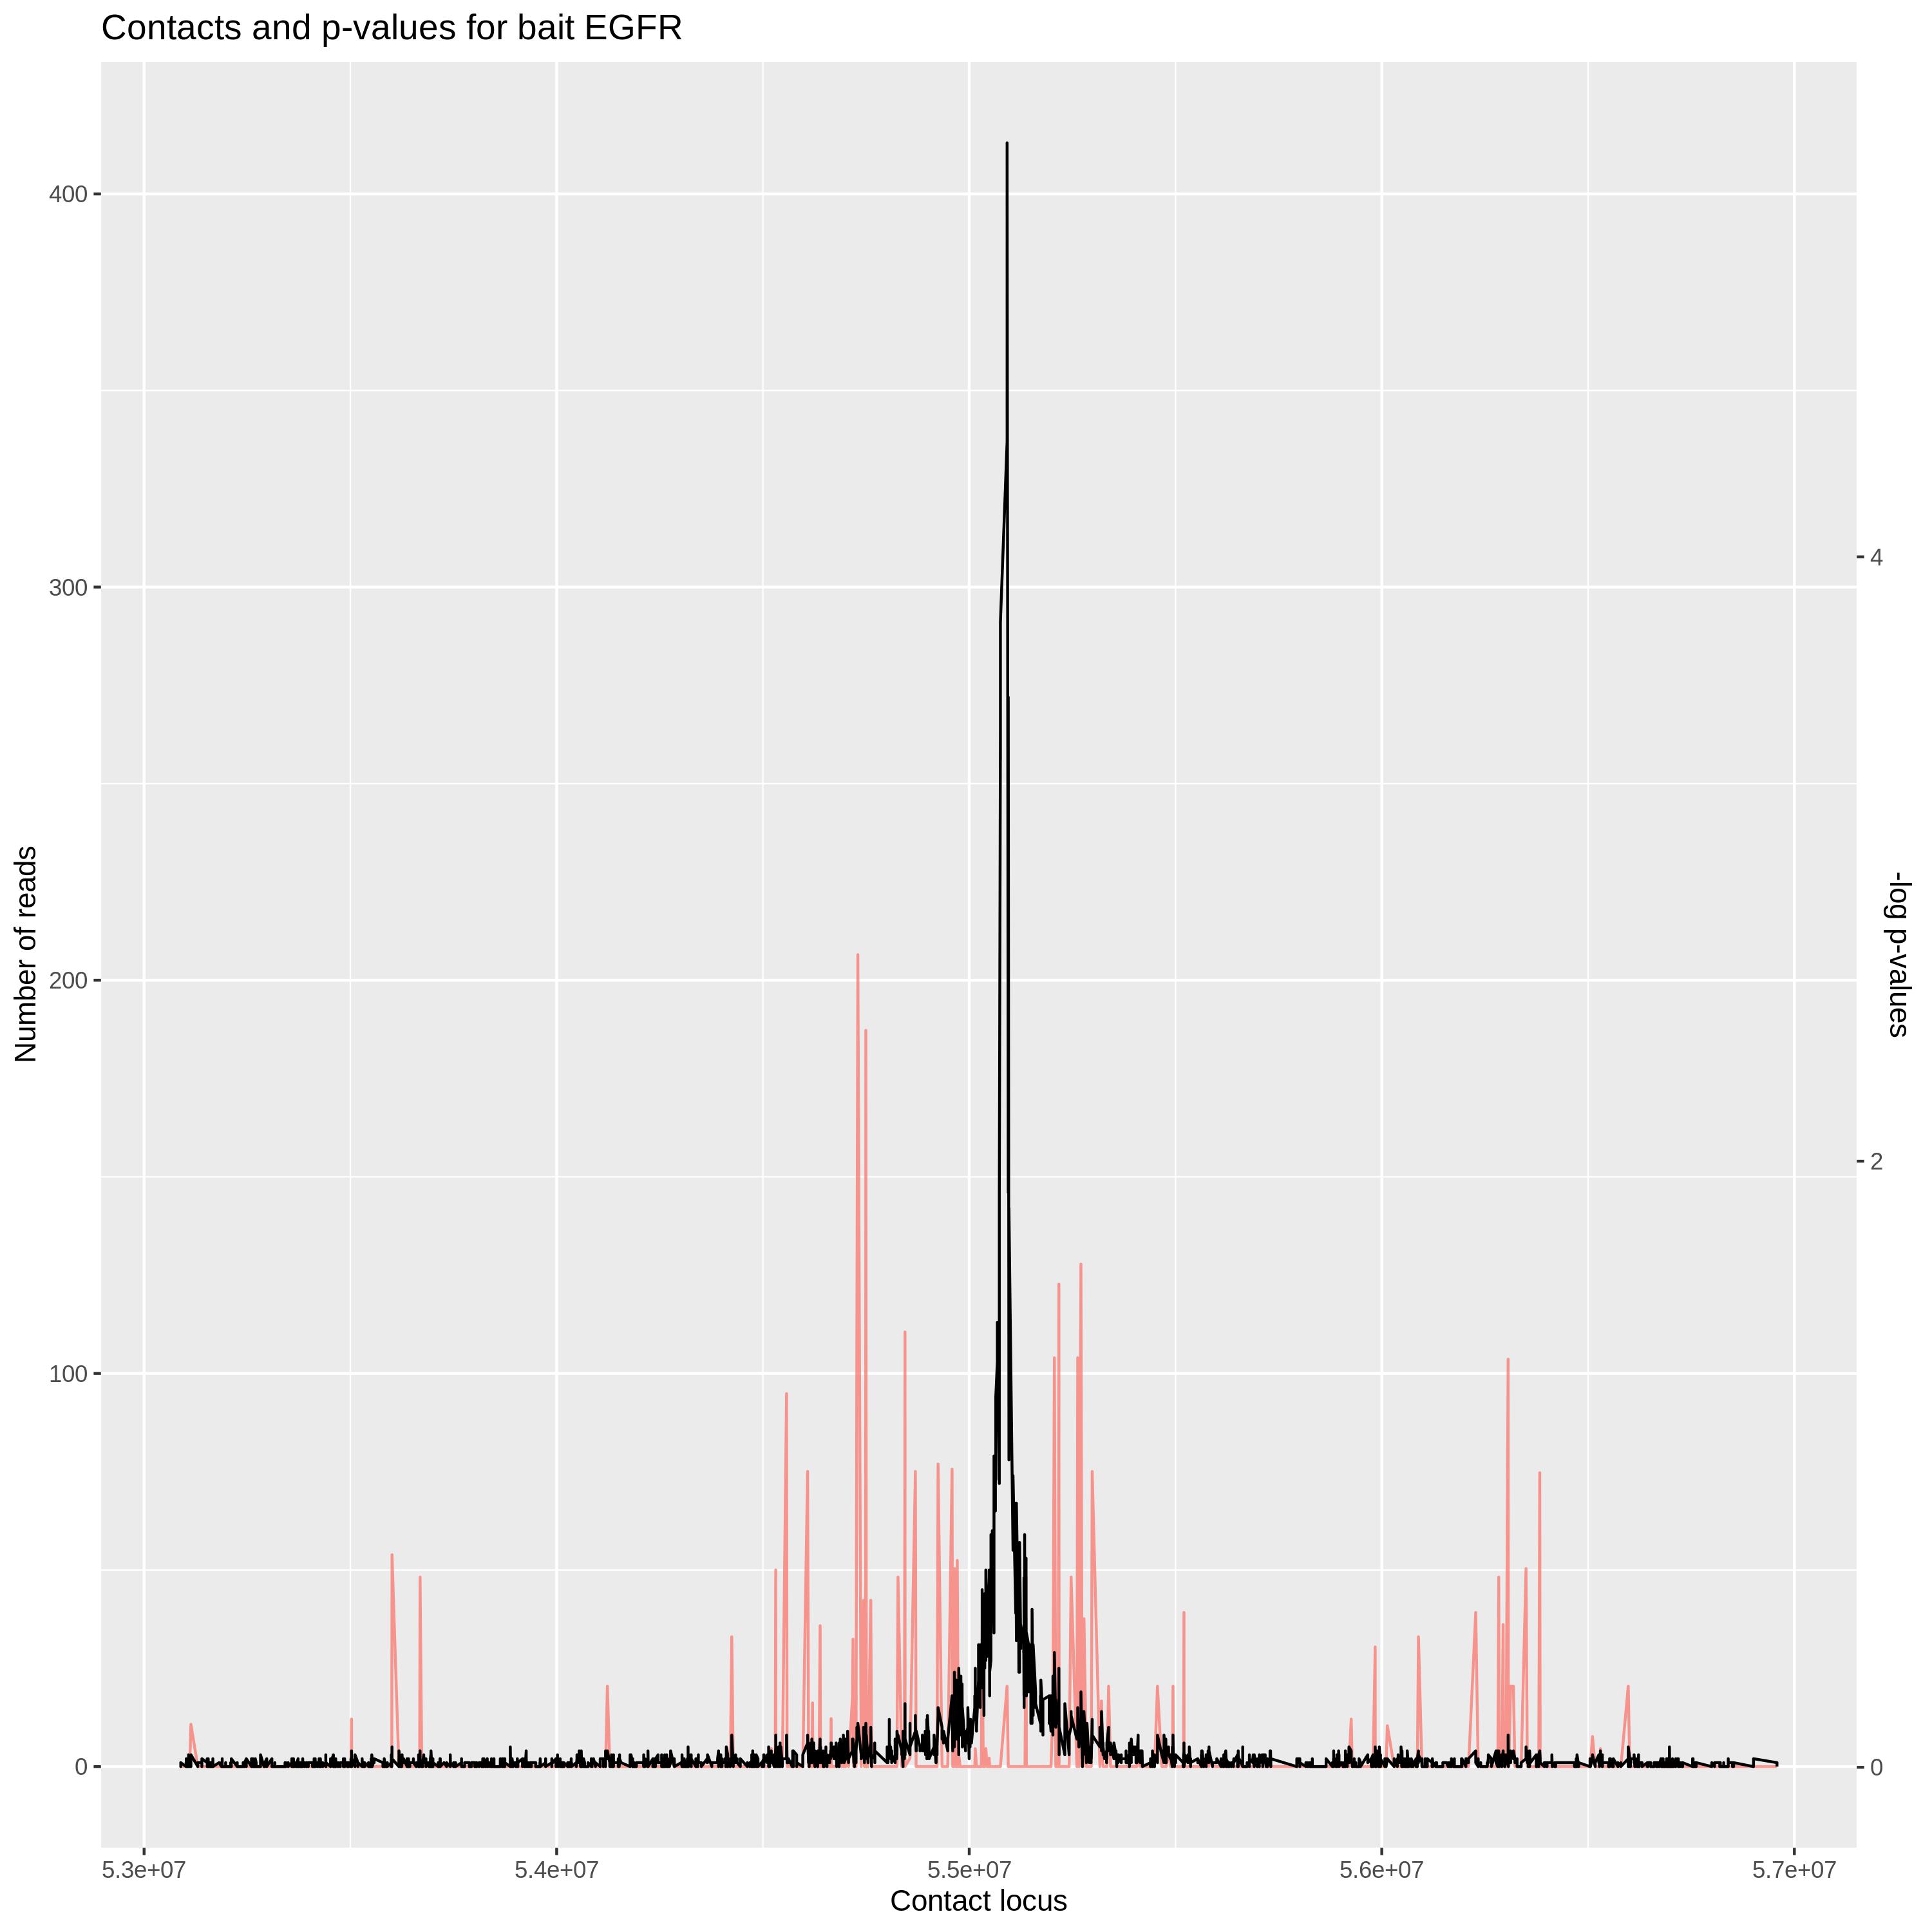 Contacts and p-values for bait EGFR
400
300
200
100
0
Number of reads
4
2
0
-log p-values
5.3e+07
5.4e+07
5.5e+07
5.6e+07
5.7e+07
Contact locus